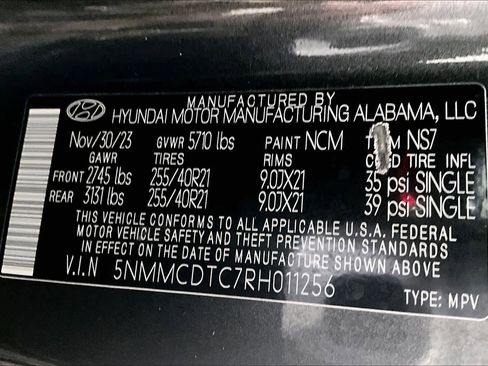 MANUFACTURED BY
HYUNDAI MOTOR MANUFACTURING ALABAMA, LLC
Nov/30/23 GVWR 5710 lbs PAINT NCM NS7
GAWR TIRES RIMS TIRE INFL
FRONT 2745 lbs 255/40R21 9.0JX21 35 psi SINGLE
REAR 3131 lbs 255/40R21 9.0JX21 39 psi SINGLE
THIS VEHICLE CONFORMS TO ALL APPLICABLE U.S.A. FEDERAL
MOTOR VEHICLE SAFETY BUMPER AND THEFT PREVENTION STANDARDS
IN EFFECT ON THE DATE OF MANUFACTURE SHOWN ABOVE
V.I.N 5NMMCDTC7RH011256
TYPE: MPV